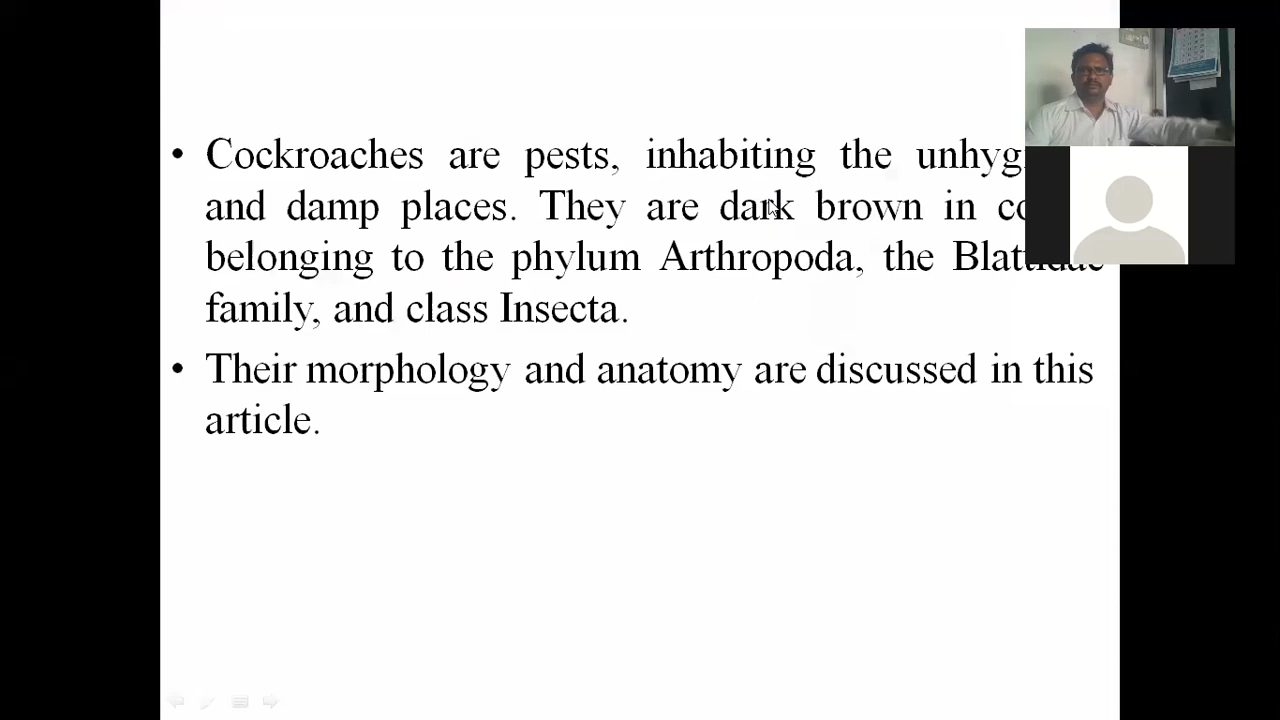 • Cockroaches are pests, inhabiting the
and damp places. They are dark brown in
belonging to the phylum Arthropoda, the Blattidae
family, and class Insecta.
• Their morphology and anatomy are discussed in this
article.